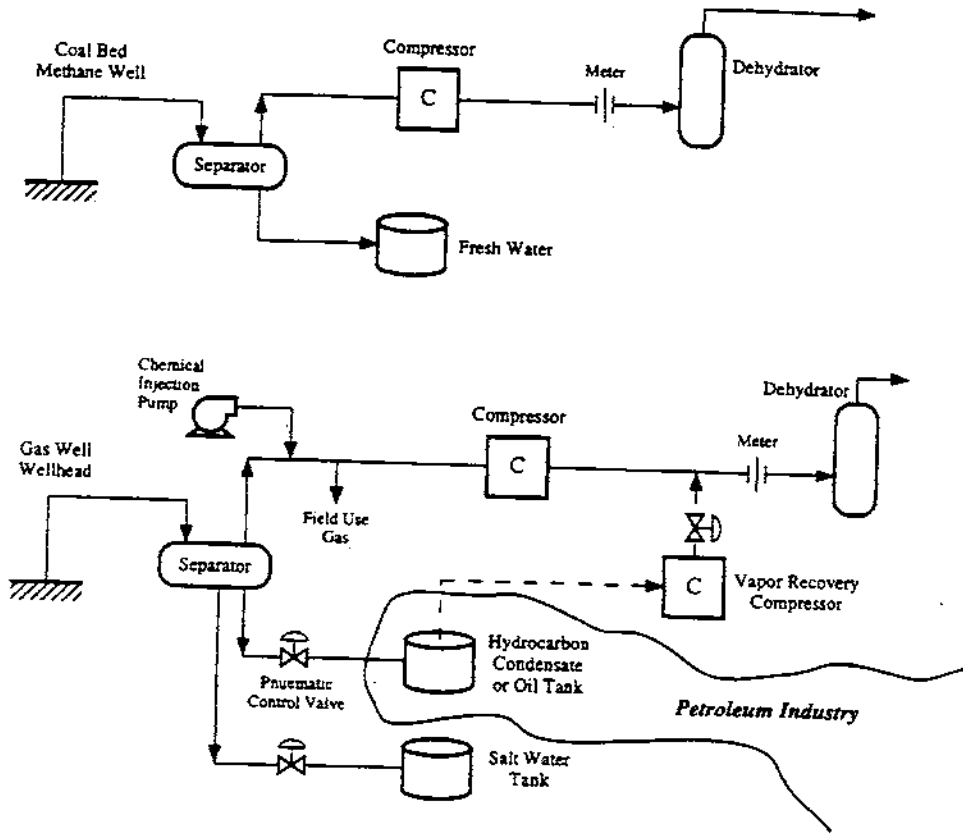 Coal Bed
Methane Well
Compressor
C
Meter
Dehydrator
Separator
Fresh Water
Chemical
Injection
Pump
Gas Well
Wellhead
Compressor
C
Dehydrator
Meter
Field Use
Gas
Separator
C
Vapor Recovery
Compressor
Hydrocarbon
Condensate
or Oil Tank
Pnuematic
Control Valve
Petroleum Industry
Salt Water
Tank